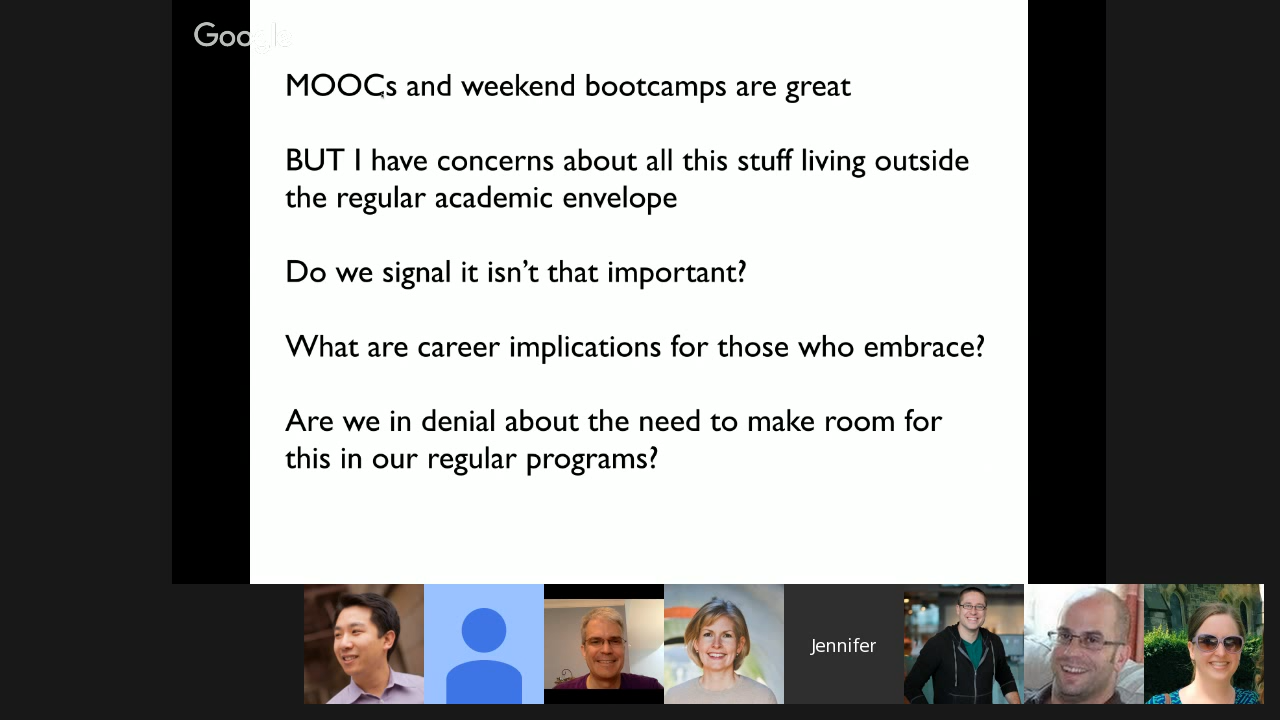 Google
MOOCs and weekend bootcamps are great
BUT I have concerns about all this stuff living outside
the regular academic envelope
Do we signal it isn’t that important?
What are career implications for those who embrace?
Are we in denial about the need to make room for
this in our regular programs?
Jennifer